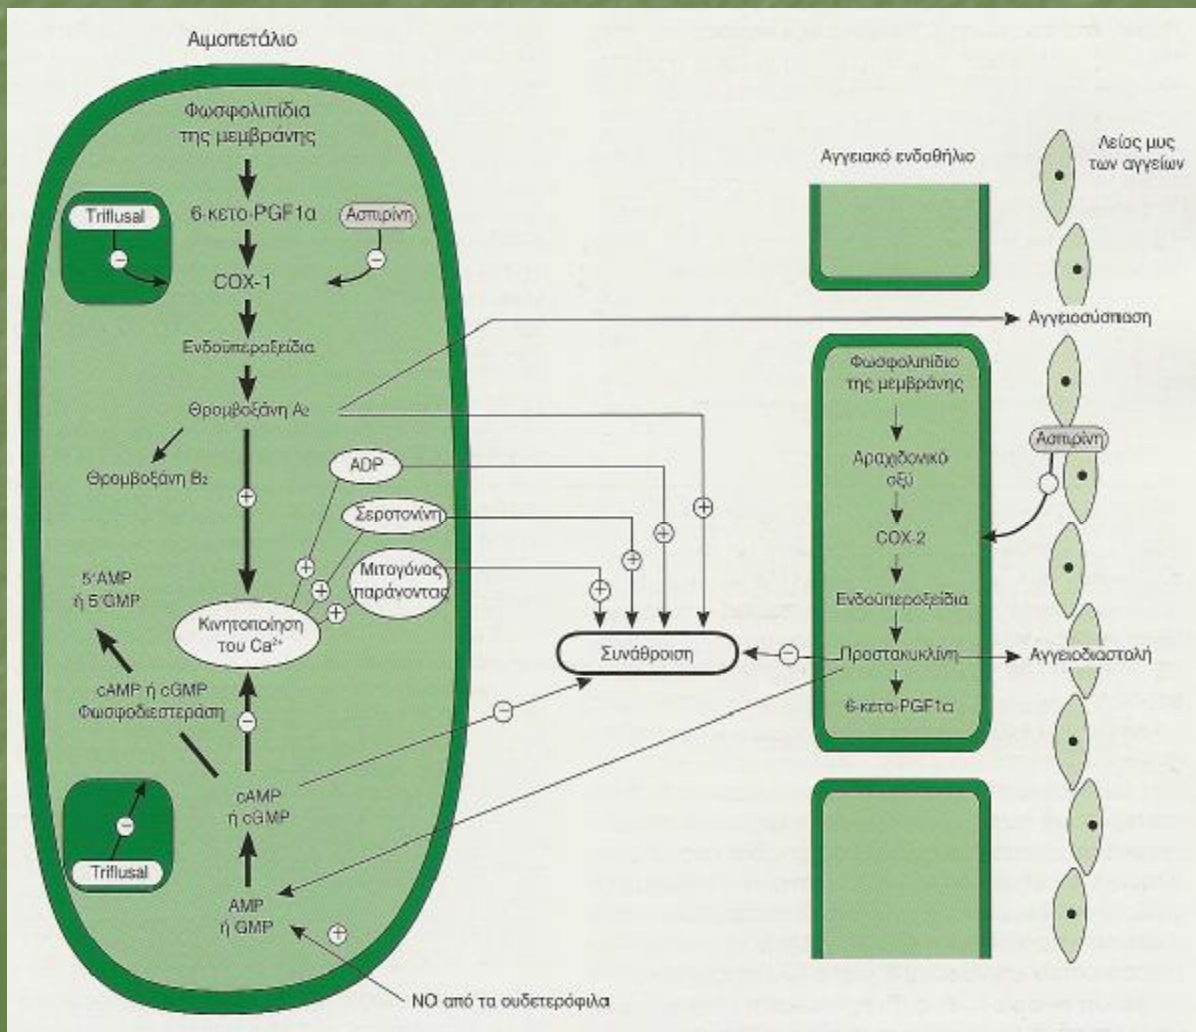 Αιμοπετάλιο
Φωσφολιπίδια
της μεμβράνης
Triflusal
6-κετο-PGF1α
Ασπιρίνη
COX-1
Ενδοϋπεροξείδια
Θρομβοξάνη A₂
Θρομβοξάνη B₂
ADP
Σεροτονίνη
Μιτογόνος
παράγοντας
5'AMP
ή 5'GMP
Κινητοποίηση
του Ca²⁺
cAMP ή cGMP
Φωσφοδιεστεράση
cAMP
ή cGMP
Triflusal
AMP
ή GMP
NO από τα ουδετερόφιλα
Συνάθροιση
Αγγειακό ενδοθήλιο
Λείος μυς
των αγγείων
Αγγειοσύσπαση
Φωσφολιπίδιο
της μεμβράνης
Ασπιρίνη
Αραχιδονικό
οξύ
COX-2
Ενδοϋπεροξείδια
Προστακυκλίνη
Αγγειοδιαστολή
6-κετο-PGF1α